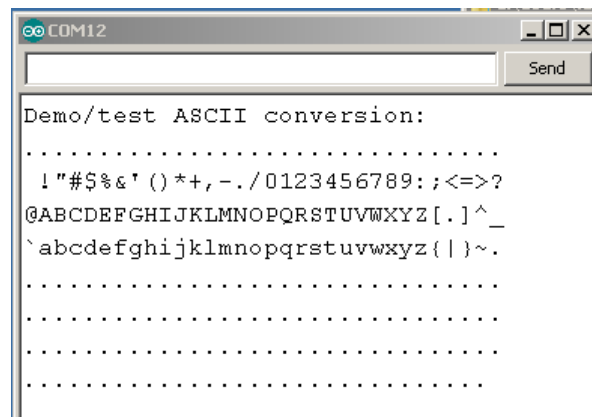 COM12
Send
Demo/test ASCII conversion:
................................
 !"#$%&'()*+,-./0123456789:;<=>?
@ABCDEFGHIJKLMNOPQRSTUVWXYZ[.]^_
`abcdefghijklmnopqrstuvwxyz{|}~.
................................
................................
................................
...............................